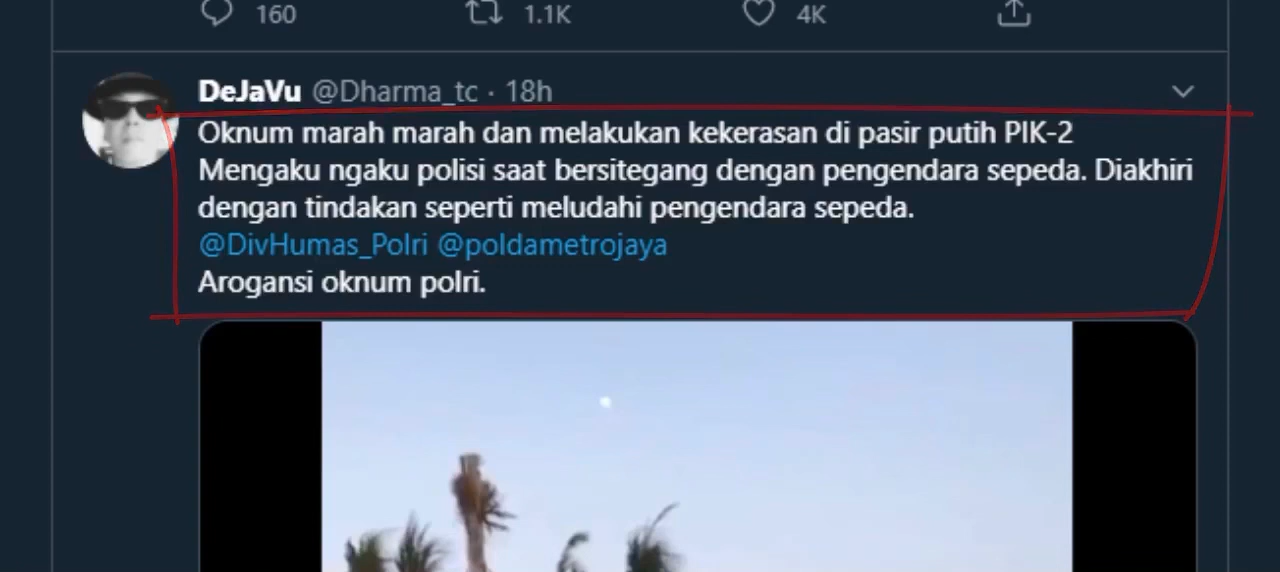 160 1.1K 4K
DeJaVu @Dharma_tc · 18h
Oknum marah marah dan melakukan kekerasan di pasir putih PIK-2
Mengaku ngaku polisi saat bersitegang dengan pengendara sepeda. Diakhiri
dengan tindakan seperti meludahi pengendara sepeda.
@DivHumas_Polri @poldametrojaya
Arogansi oknum polri.